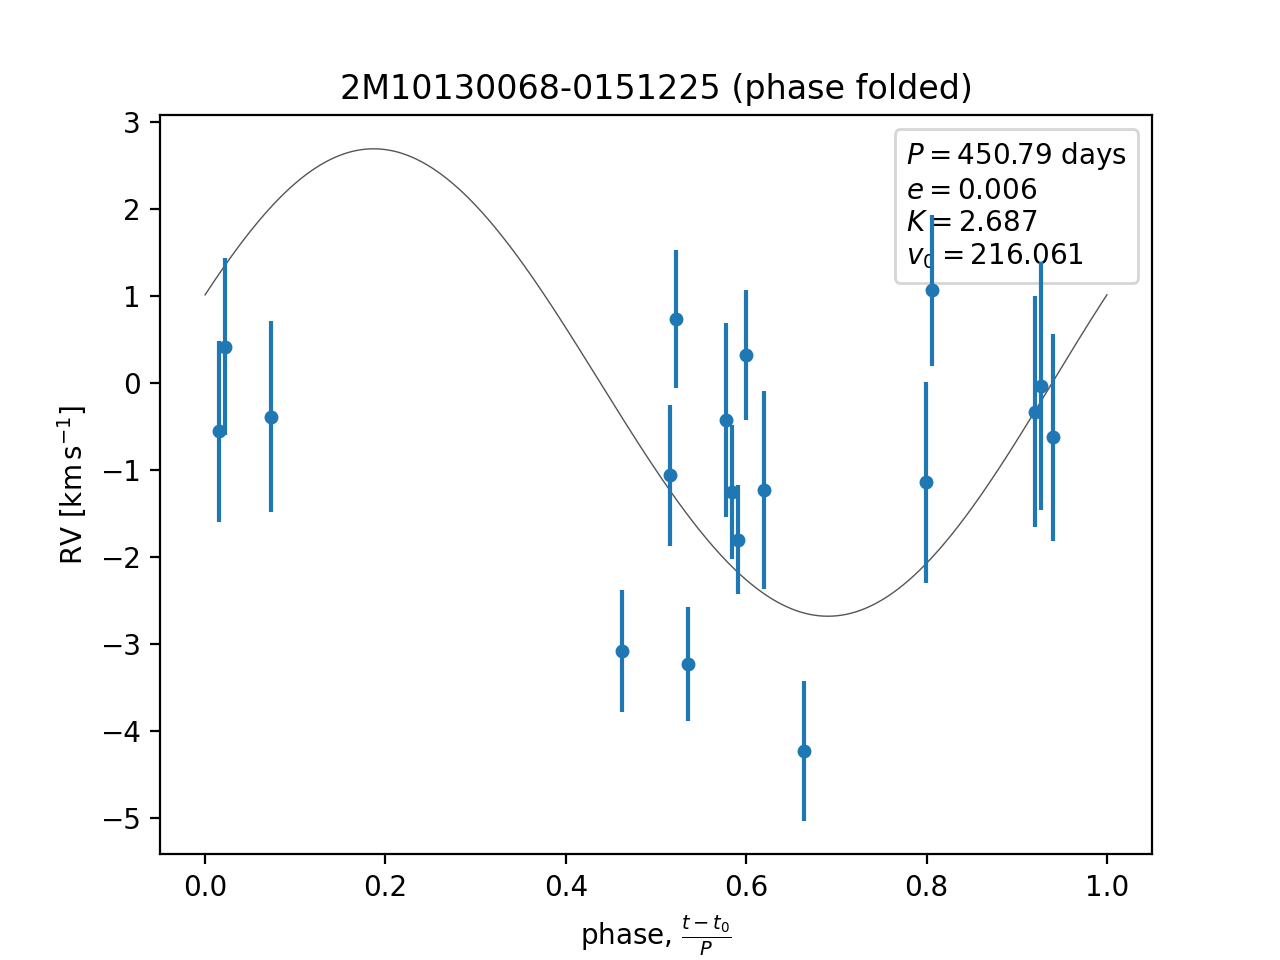 2M10130068-0151225 (phase folded)
P = 450.79 days
e = 0.006
K = 2.687
v₀ = 216.061
3
2
1
0
−1
−2
−3
−4
−5
RV [km s⁻¹]
0.0 0.2 0.4 0.6 0.8 1.0
phase, (t − t₀)/P